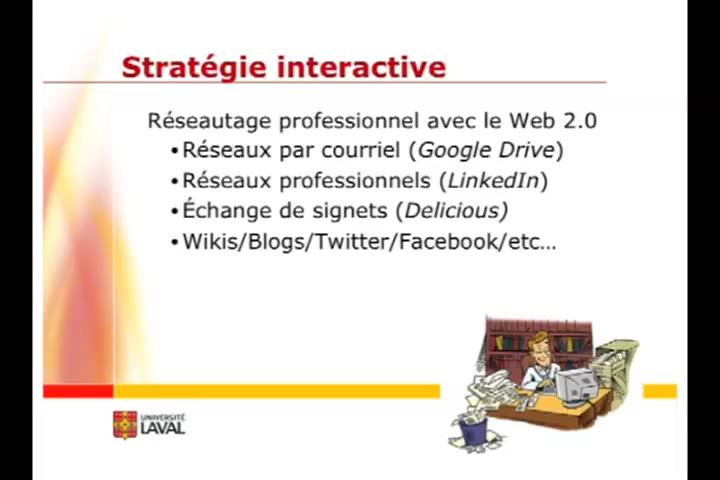 Stratégie interactive
Réseautage professionnel avec le Web 2.0
•Réseaux par courriel (Google Drive)
•Réseaux professionnels (LinkedIn)
•Échange de signets (Delicious)
•Wikis/Blogs/Twitter/Facebook/etc…
UNIVERSITÉ
LAVAL